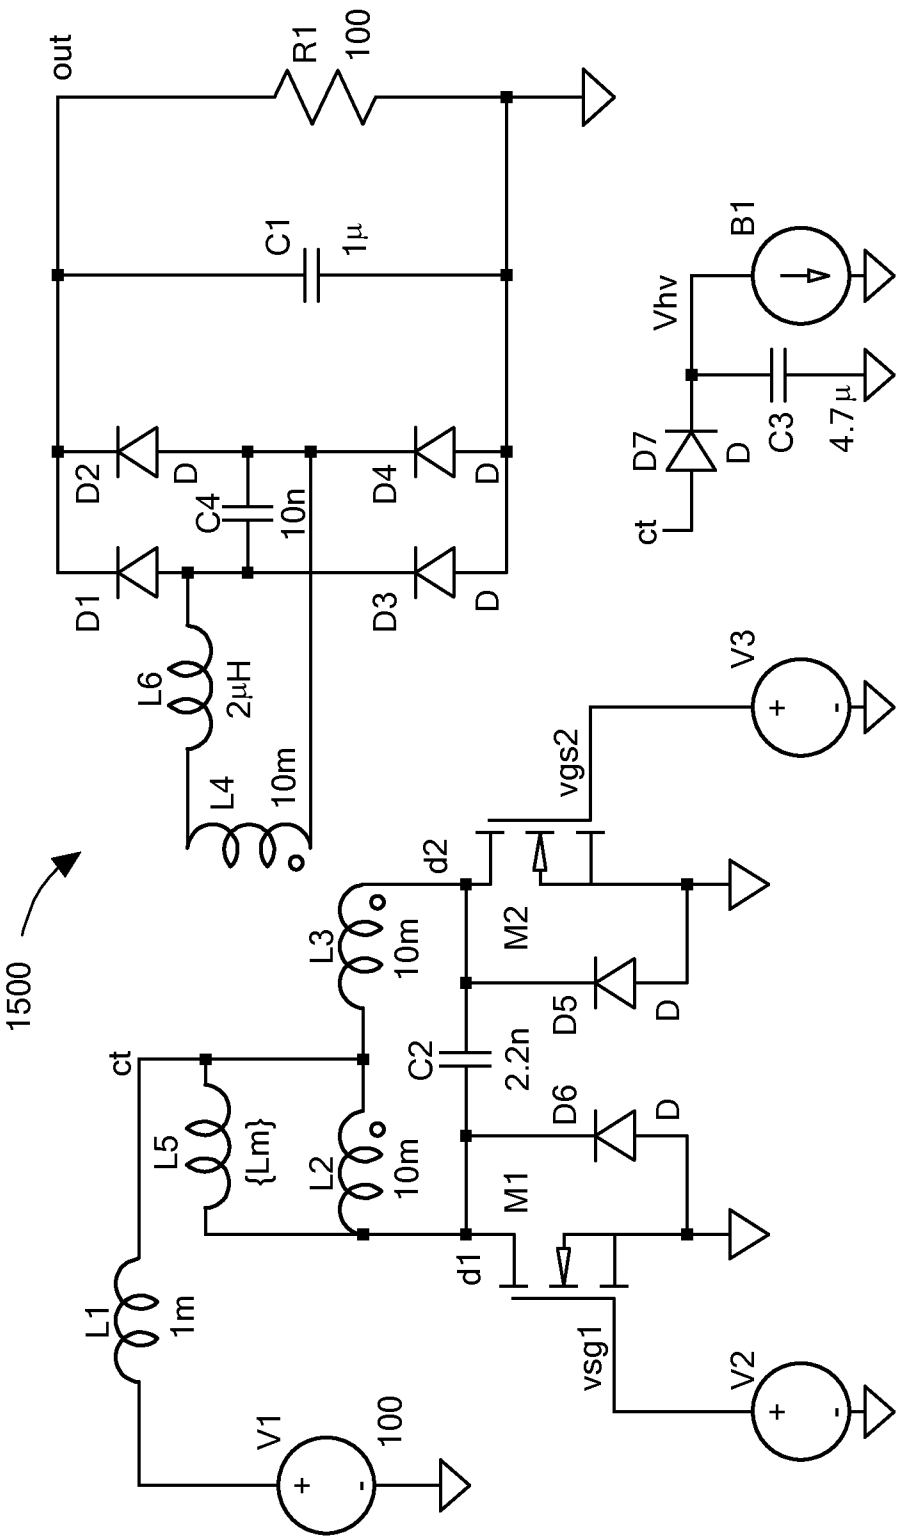 1500
V1
100
L1
1m
ct
L5
{Lm}
L2
10m
L3
10m
L4
10m
L6
2µH
D1
D2
D
C4
10n
D3
D
D4
D
C1
1µ
out
R1
100
d1
C2
2.2n
d2
M1
D6
D
D5
D
M2
vsg1
V2
+
-
vgs2
V3
+
-
+
-
ct
D7
D
Vhv
C3
4.7µ
B1